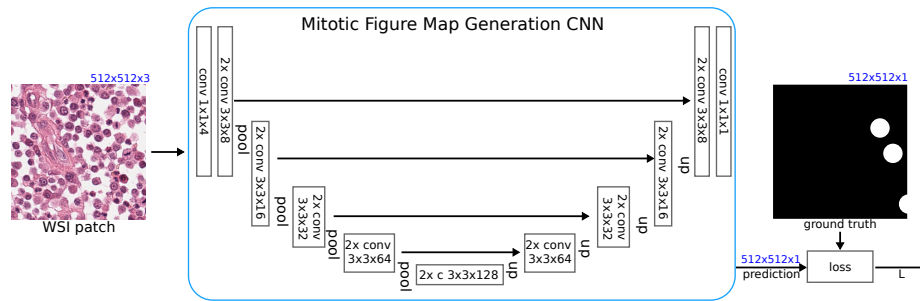 Mitotic Figure Map Generation CNN
512x512x3
WSI patch
conv 1x1x4
2x conv 3x3x8
pool
2x conv 3x3x16
pool
2x conv
3x3x32
pool
2x conv
3x3x64
pool
2x c 3x3x128
up
2x conv
3x3x64
up
2x conv
3x3x32
up
2x conv 3x3x16
up
2x conv 3x3x8
conv 1x1x1
512x512x1
ground truth
512x512x1
prediction
loss
L